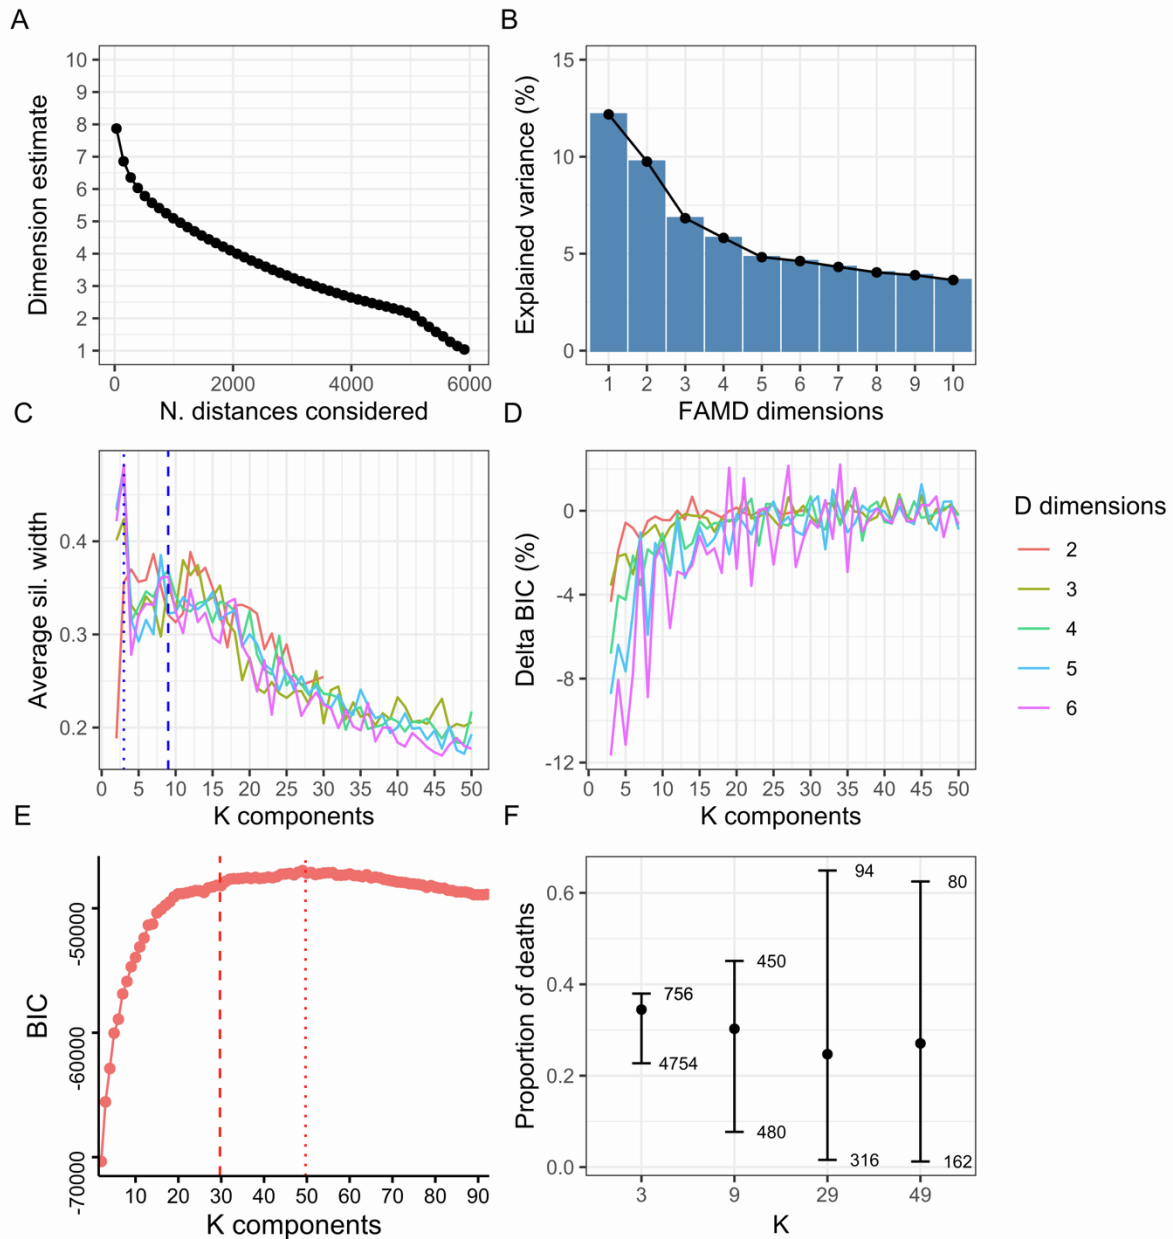 A
Dimension estimate
10
9
8
7
6
5
4
3
2
1
0 2000 4000 6000
N. distances considered
B
Explained variance (%)
15
10
5
0
1 2 3 4 5 6 7 8 9 10
FAMD dimensions
C
Average sil. width
0.4
0.3
0.2
0 5 10 15 20 25 30 35 40 45 50
K components
D
Delta BIC (%)
0
-4
-8
-12
0 5 10 15 20 25 30 35 40 45 50
K components
D dimensions
2
3
4
5
6
E
BIC
-50000
-60000
-70000
10 20 30 40 50 60 70 80 90
K components
F
Proportion of deaths
0.6
0.4
0.2
0.0
756
4754
450
480
94
316
80
162
3 9 29 49
K